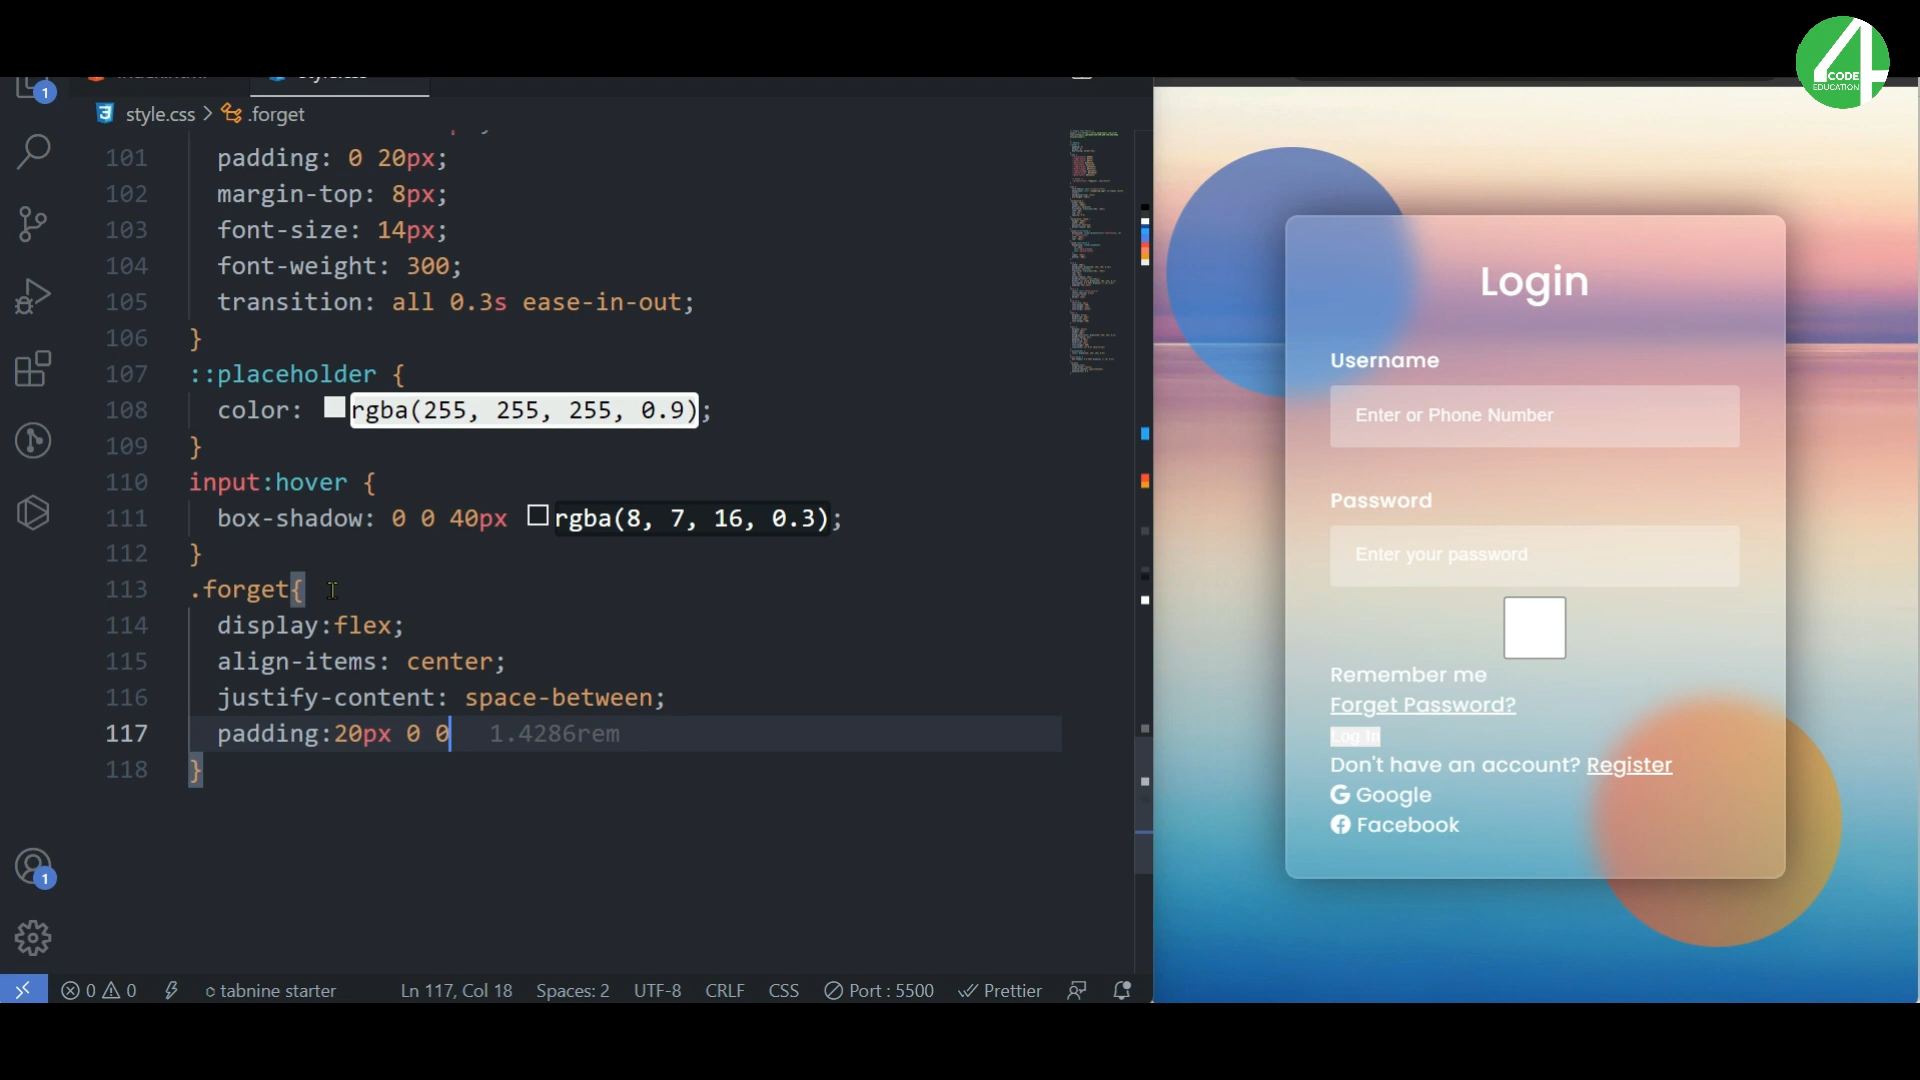 4
CODE
EDUCATION
1
style.css > .forget
101 padding: 0 20px;
102 margin-top: 8px;
103 font-size: 14px;
104 font-weight: 300;
105 transition: all 0.3s ease-in-out;
106 }
107 ::placeholder {
108 color: rgba(255, 255, 255, 0.9);
109 }
110 input:hover {
111 box-shadow: 0 0 40px rgba(8, 7, 16, 0.3);
112 }
113 .forget{
114 display:flex;
115 align-items: center;
116 justify-content: space-between;
117 padding:20px 0 0 1.4286rem
118 }
1
0 0 tabnine starter Ln 117, Col 18 Spaces: 2 UTF-8 CRLF CSS Port : 5500 Prettier
Login
Username
Enter or Phone Number
Password
Enter your password
Remember me
Forget Password?
Log In
Don't have an account? Register
Google
Facebook